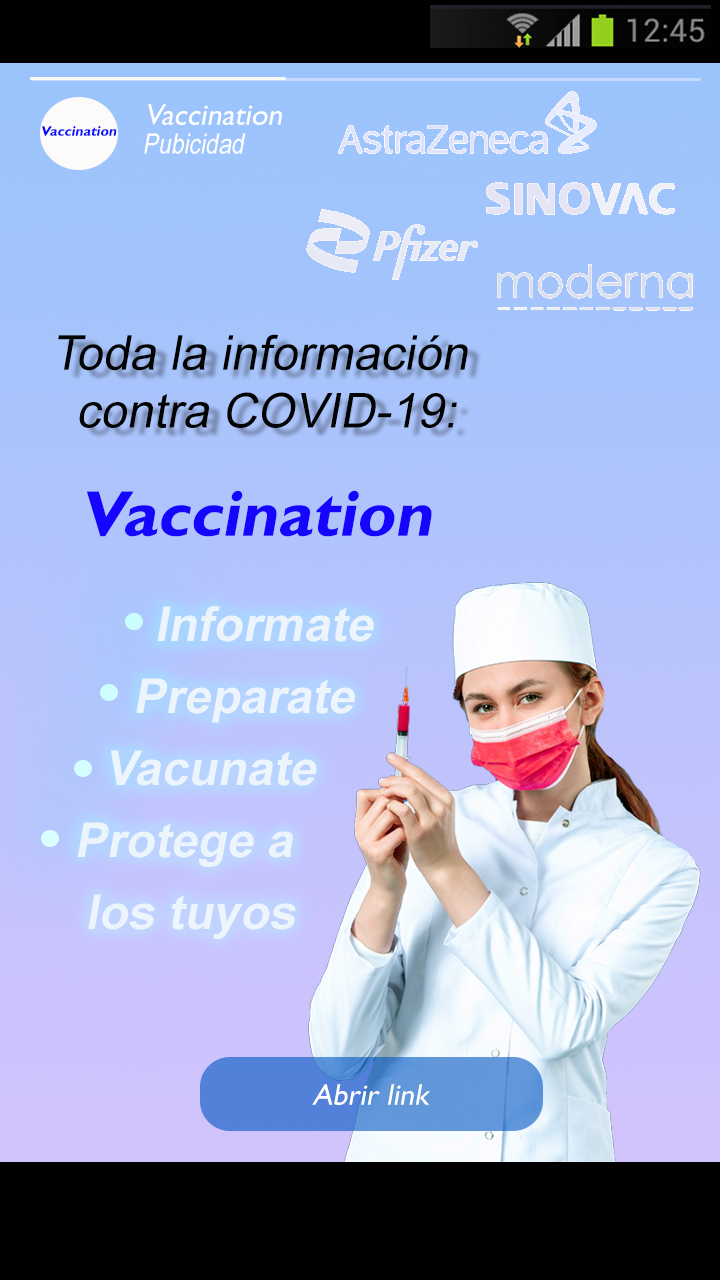 12:45
Vaccination
Vaccination
Pubicidad
AstraZeneca
SINOVAC
Pfizer
moderna
Toda la información
contra COVID-19:
Vaccination
• Informate
• Preparate
• Vacunate
• Protege a
los tuyos
Abrir link